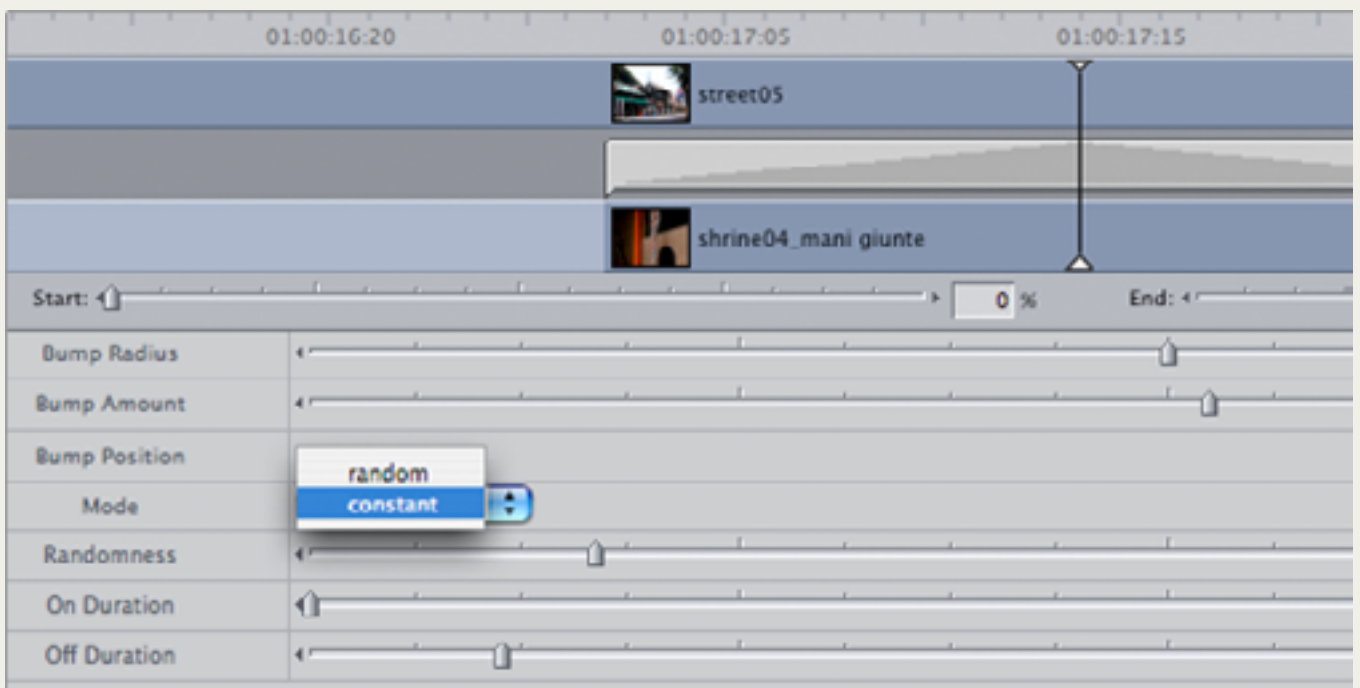 01:00:16:20 01:00:17:05 01:00:17:15
street05
shrine04_mani giunte
Start: 0 % End:
Bump Radius
Bump Amount
Bump Position
random
Mode constant
Randomness
On Duration
Off Duration